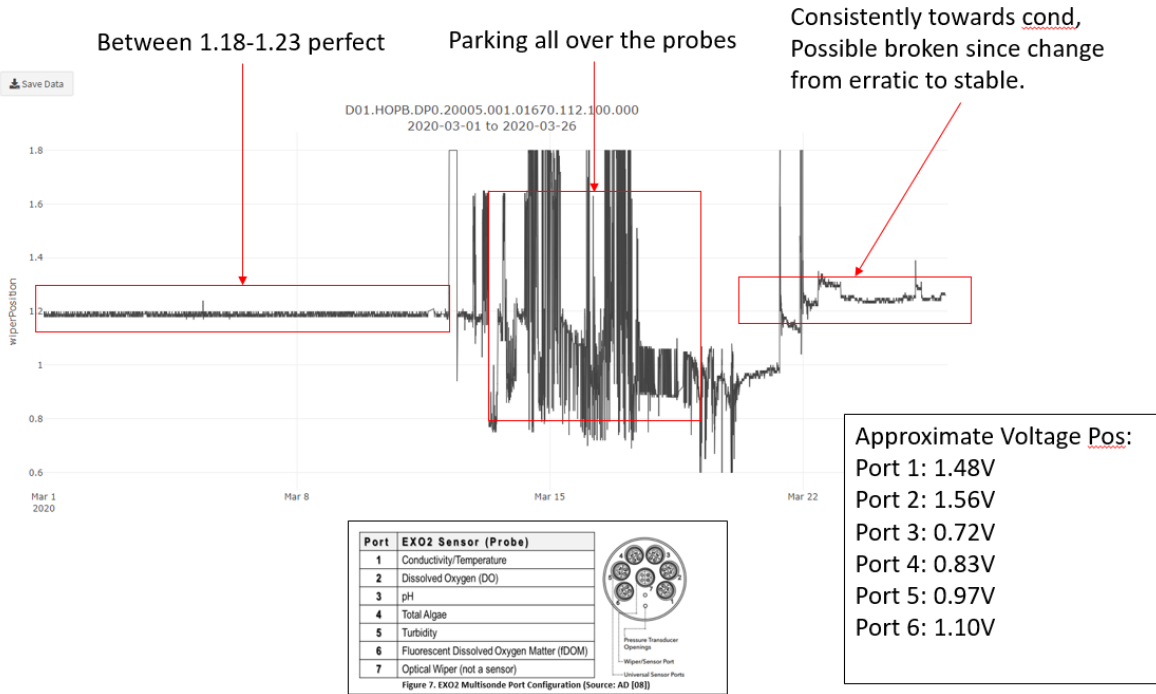 Between 1.18-1.23 perfect
Parking all over the probes
Consistently towards cond,
Possible broken since change
from erratic to stable.
Save Data
D01.HOPB.DP0.20005.001.01670.112.100.000
2020-03-01 to 2020-03-26
wiperPosition
1.8
1.6
1.4
1.2
1
0.8
0.6
Mar 1
2020
Mar 8
Mar 15
Mar 22
Approximate Voltage Pos:
Port 1: 1.48V
Port 2: 1.56V
Port 3: 0.72V
Port 4: 0.83V
Port 5: 0.97V
Port 6: 1.10V
Port EXO2 Sensor (Probe)
1 Conductivity/Temperature
2 Dissolved Oxygen (DO)
3 pH
4 Total Algae
5 Turbidity
6 Fluorescent Dissolved Oxygen Matter (fDOM)
7 Optical Wiper (not a sensor)
4 3
5 2
7
6 1
Pressure Transducer
Openings
Wiper/Sensor Port
Universal Sensor Ports
Figure 7. EXO2 Multisonde Port Configuration (Source: AD [08])